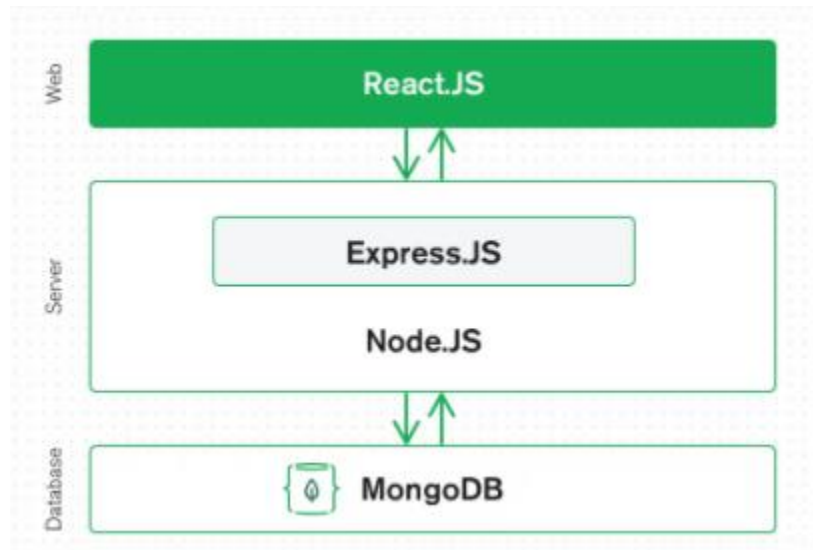 Web
React.JS
Server
Express.JS
Node.JS
Database
MongoDB